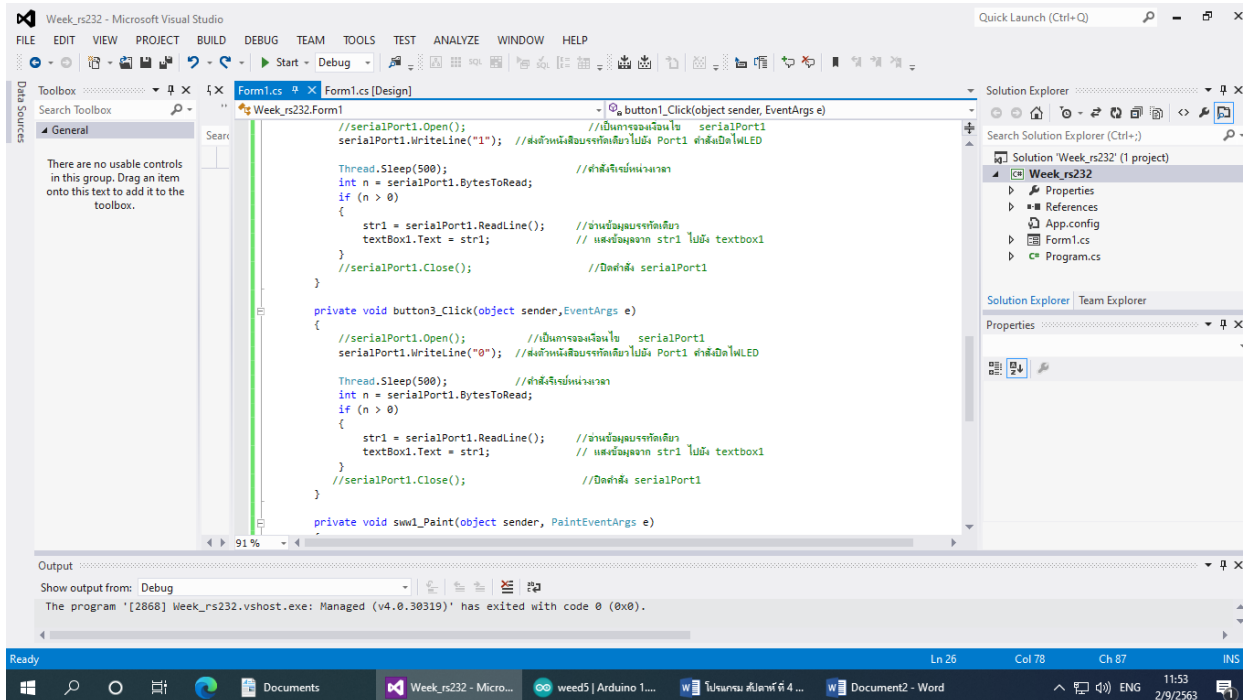 Week_rs232 - Microsoft Visual Studio
Quick Launch (Ctrl+Q)
FILE EDIT VIEW PROJECT BUILD DEBUG TEAM TOOLS TEST ANALYZE WINDOW HELP
Start - Debug
Data Sources
Toolbox
Search Toolbox
General
There are no usable controls
in this group. Drag an item
onto this text to add it to the
toolbox.
Searc
Form1.cs Form1.cs [Design]
Week_rs232.Form1 button1_Click(object sender, EventArgs e)
//serialPort1.Open(); //เป็นการจองเงือนไข serialPort1
serialPort1.WriteLine("1"); //ส่งตัวหนังสือบรรทัดเดียวไปยัง Port1 คำสั่งเปิดไฟLED
Thread.Sleep(500); //คำสั่งรีเรย์หน่วงเวลา
int n = serialPort1.BytesToRead;
if (n > 0)
{
str1 = serialPort1.ReadLine(); //อ่านข้อมูลบรรทัดเดียว
textBox1.Text = str1; // แสงข้อมูลจาก str1 ไปยัง textbox1
}
//serialPort1.Close(); //ปิดคำสั่ง serialPort1
}
private void button3_Click(object sender,EventArgs e)
{
//serialPort1.Open(); //เป็นการจองเงือนไข serialPort1
serialPort1.WriteLine("0"); //ส่งตัวหนังสือบรรทัดเดียวไปยัง Port1 คำสั่งปิดไฟLED
Thread.Sleep(500); //คำสั่งรีเรย์หน่วงเวลา
int n = serialPort1.BytesToRead;
if (n > 0)
{
str1 = serialPort1.ReadLine(); //อ่านข้อมูลบรรทัดเดียว
textBox1.Text = str1; // แสงข้อมูลจาก str1 ไปยัง textbox1
}
//serialPort1.Close(); //ปิดคำสั่ง serialPort1
}
private void sww1_Paint(object sender, PaintEventArgs e)
91 %
Solution Explorer
Search Solution Explorer (Ctrl+;)
Solution 'Week_rs232' (1 project)
Week_rs232
Properties
References
App.config
Form1.cs
Program.cs
Solution Explorer Team Explorer
Properties
Output
Show output from: Debug
The program '[2868] Week_rs232.vshost.exe: Managed (v4.0.30319)' has exited with code 0 (0x0).
Ready Ln 26 Col 78 Ch 87 INS
Documents Week_rs232 - Micro... weed5 | Arduino 1.... โปรแกรม สัปดาห์ ที่ 4 ... Document2 - Word ENG 11:53
2/9/2563